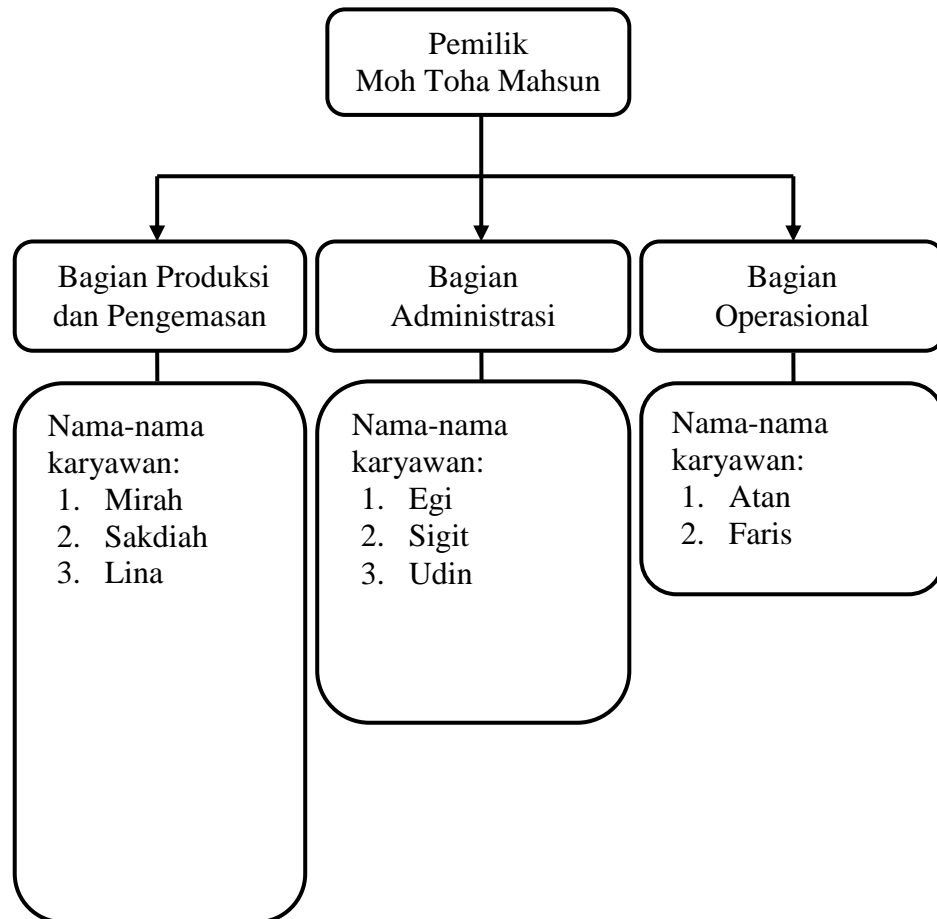 Pemilik
Moh Toha Mahsun
Bagian Produksi
dan Pengemasan
Bagian
Administrasi
Bagian
Operasional
Nama-nama
karyawan:
1. Mirah
2. Sakdiah
3. Lina
Nama-nama
karyawan:
1. Egi
2. Sigit
3. Udin
Nama-nama
karyawan:
1. Atan
2. Faris